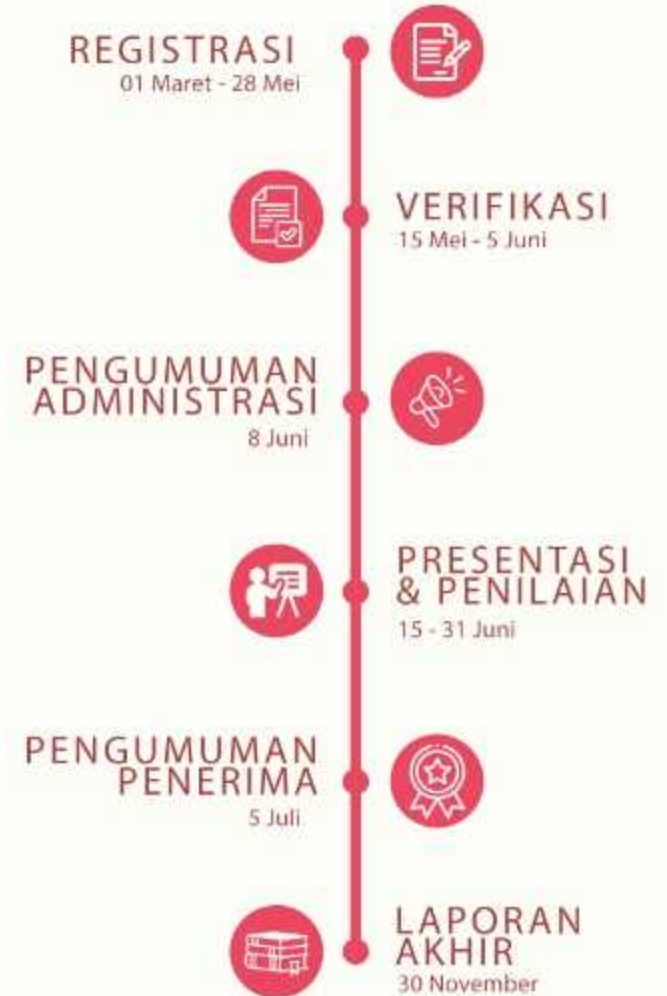 REGISTRASI
01 Maret - 28 Mei
VERIFIKASI
15 Mei - 5 Juni
PENGUMUMAN
ADMINISTRASI
8 Juni
PRESENTASI
& PENILAIAN
15 - 31 Juni
PENGUMUMAN
PENERIMA
5 Juli
LAPORAN
AKHIR
30 November